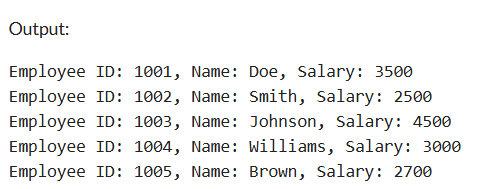 Output:
Employee ID: 1001, Name: Doe, Salary: 3500
Employee ID: 1002, Name: Smith, Salary: 2500
Employee ID: 1003, Name: Johnson, Salary: 4500
Employee ID: 1004, Name: Williams, Salary: 3000
Employee ID: 1005, Name: Brown, Salary: 2700